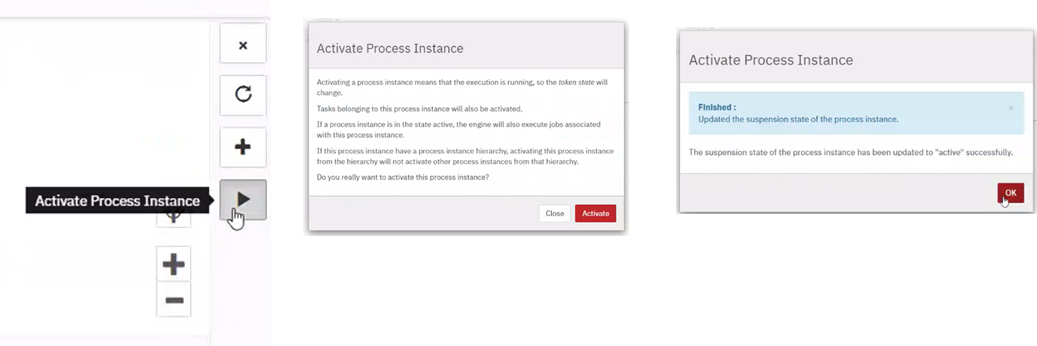 Activate Process Instance
Activate Process Instance
Activating a process instance means that the execution is running, so the token state will
change.
Tasks belonging to this process instance will also be activated.
If a process instance is in the state active, the engine will also execute jobs associated
with this process instance.
If this process instance have a process instance hierarchy, activating this process instance
from the hierarchy will not activate other process instances from that hierarchy.
Do you really want to activate this process instance?
Close Activate
Activate Process Instance
Finished :
Updated the suspension state of the process instance.
The suspension state of the process instance has been updated to "active" successfully.
OK